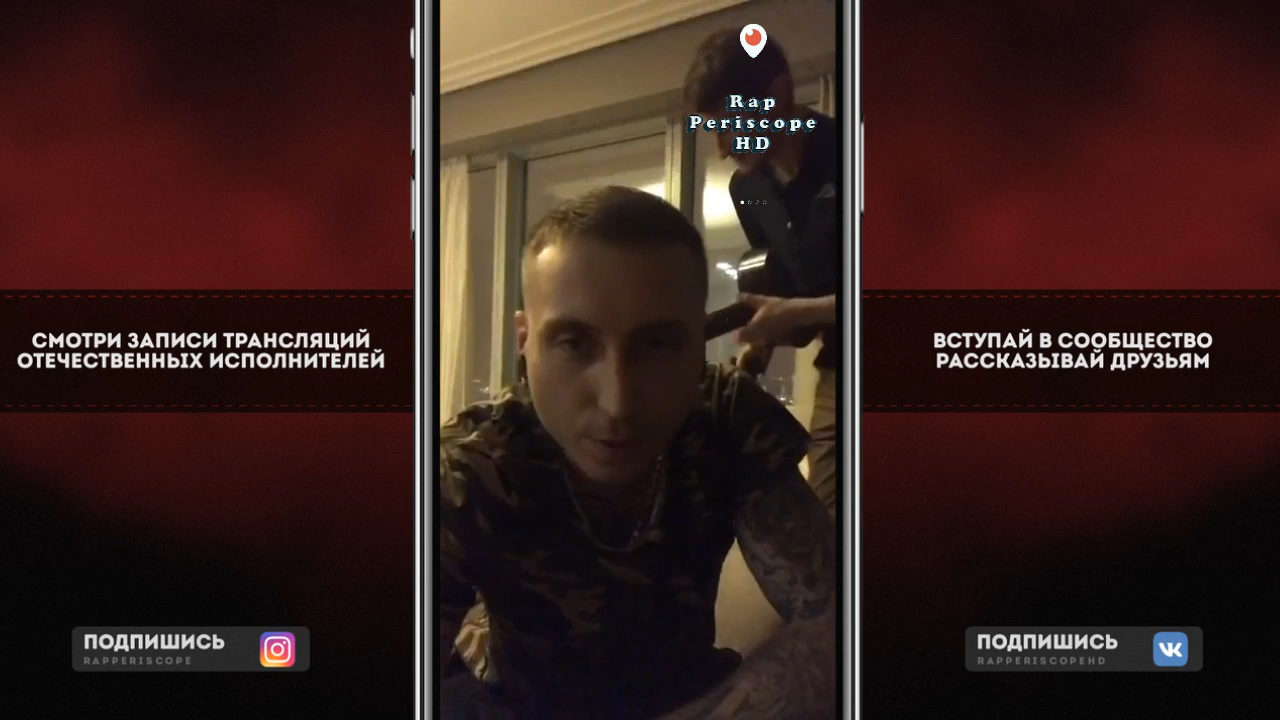 Rap
Periscope
HD
СМОТРИ ЗАПИСИ ТРАНСЛЯЦИЙ
ОТЕЧЕСТВЕННЫХ ИСПОЛНИТЕЛЕЙ
ВСТУПАЙ В СООБЩЕСТВО
РАССКАЗЫВАЙ ДРУЗЬЯМ
ПОДПИШИСЬ
RAPPERISCOPE
ПОДПИШИСЬ
RAPPERISCOPEHD